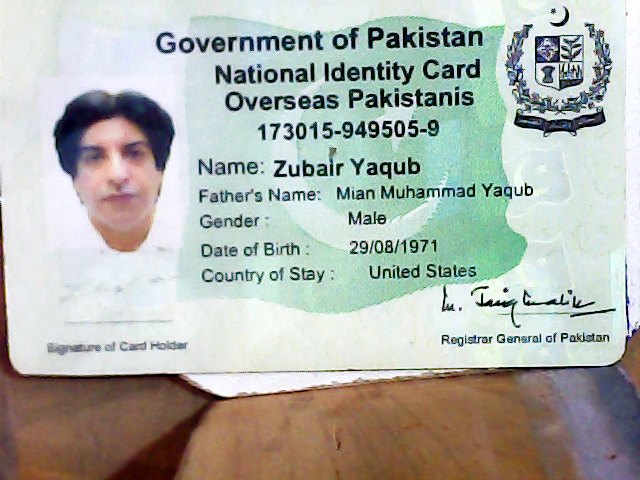 Government of Pakistan
National Identity Card
Overseas Pakistanis
173015-949505-9
Name: Zubair Yaqub
Father's Name: Mian Muhammad Yaqub
Gender : Male
Date of Birth : 29/08/1971
Country of Stay : United States
Signature of Card Holder
Registrar General of Pakistan